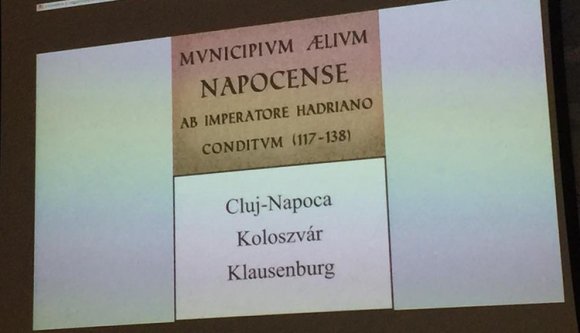 MVNICIPIVM ÆLIVM
NAPOCENSE
AB IMPERATORE HADRIANO
CONDITVM (117-138)
Cluj-Napoca
Koloszvár
Klausenburg